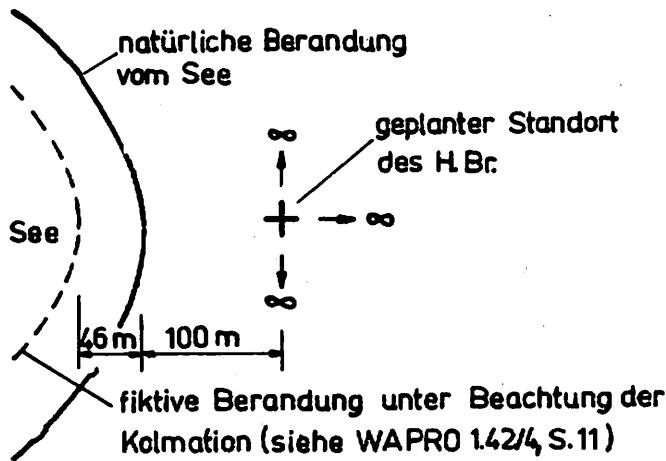 natürliche Berandung
vom See
∞
geplanter Standort
des H.Br.
See
∞
∞
46 m
100 m
fiktive Berandung unter Beachtung der
Kolmation (siehe WAPRO 1.42/4, S.11)